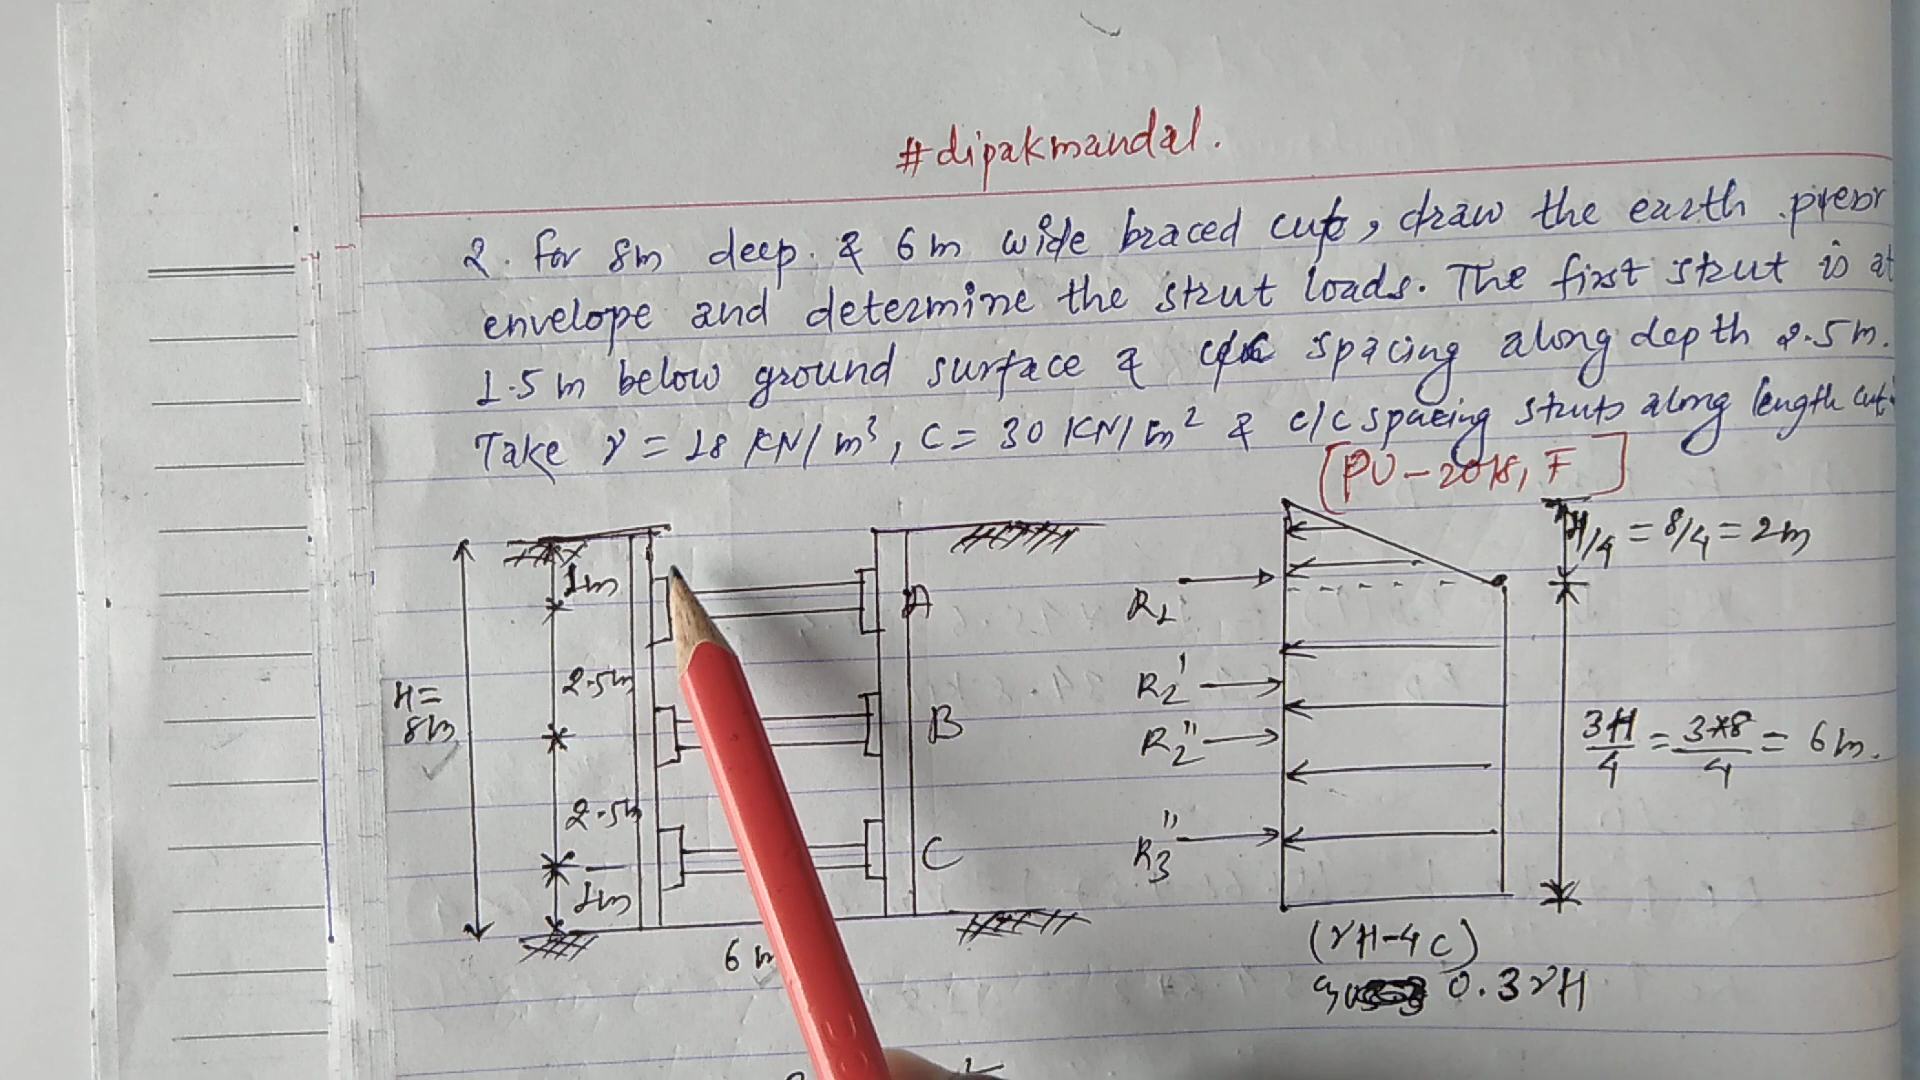 #dipakmandal.
2. For 8m deep & 6m wide braced cut, draw the earth presr
envelope and determine the strut loads. The first strut is at
1.5m below ground surface & c/c spacing along depth 2.5m.
Take γ = 18 KN/m³, C = 30 KN/m² & c/c spacing struts along length cut
[PU-2018, F]
H/4 = 8/4 = 2m
1m
A
R1
2.5m
H=
8m
B
R2'
R2"
3H/4 = 3*8/4 = 6m.
2.5m
C
R3"
1m
6m
(γH-4C)
0.3γH